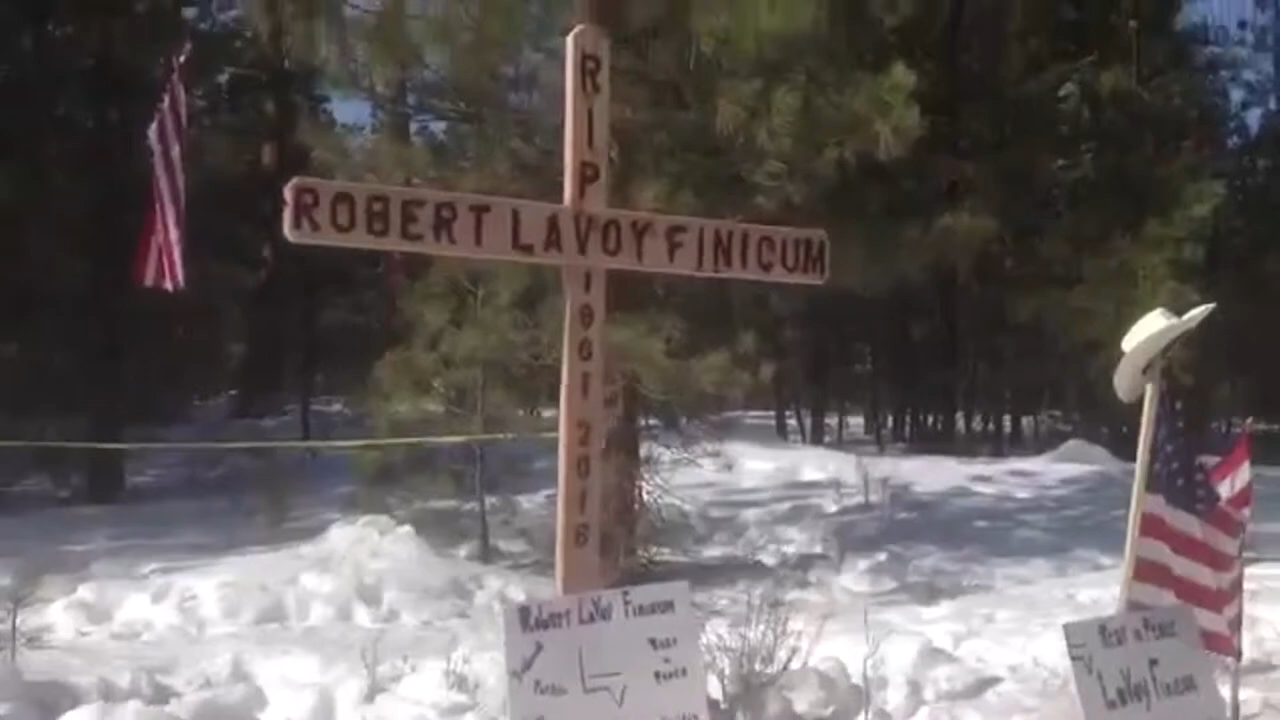 RIP
ROBERT LAVOY FINICUM
1961 2016
Robert LaVoy Finicum
Rest
in
Peace
Rest in Peace
LaVoy Finicum